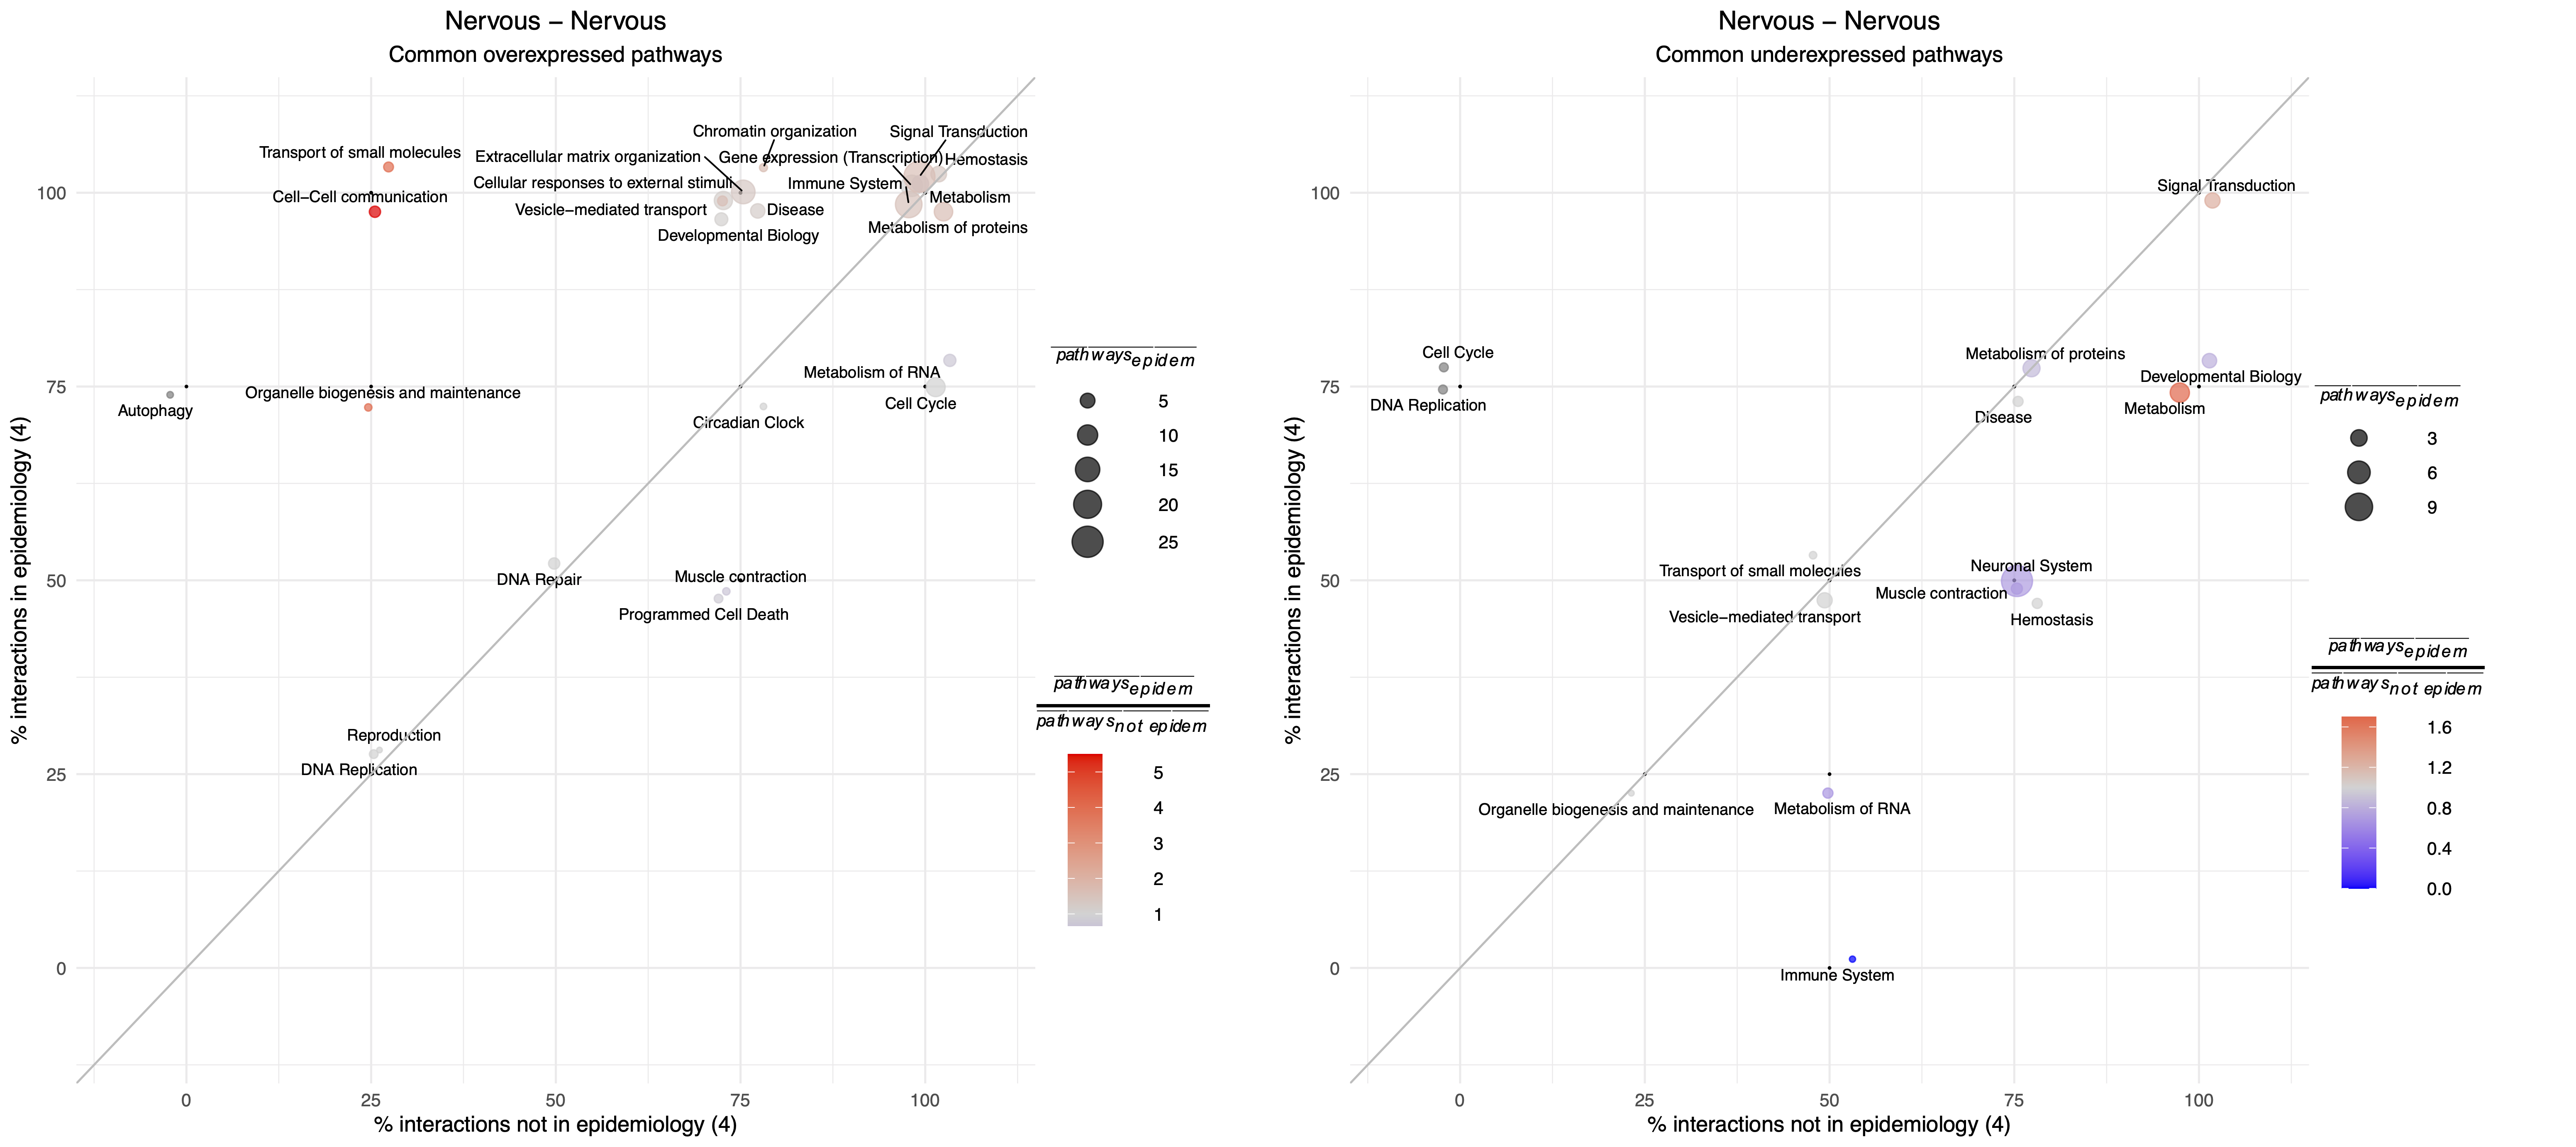 Nervous – Nervous
Common overexpressed pathways
Chromatin organization
Signal Transduction
Transport of small molecules
Extracellular matrix organization
Gene expression (Transcription)
Hemostasis
Cellular responses to external stimuli
Immune System
Cell–Cell communication
Metabolism
Vesicle–mediated transport
Disease
Developmental Biology
Metabolism of proteins
Metabolism of RNA
Organelle biogenesis and maintenance
Autophagy
Cell Cycle
Circadian Clock
DNA Repair
Muscle contraction
Programmed Cell Death
Reproduction
DNA Replication
100
75
50
25
0
0
25
50
75
100
% interactions in epidemiology (4)
% interactions not in epidemiology (4)
pathways epidem
5
10
15
20
25
pathways epidem
pathways not epidem
5
4
3
2
1
Nervous – Nervous
Common underexpressed pathways
Signal Transduction
Cell Cycle
Metabolism of proteins
Developmental Biology
DNA Replication
Metabolism
Disease
Neuronal System
Transport of small molecules
Muscle contraction
Vesicle–mediated transport
Hemostasis
Organelle biogenesis and maintenance
Metabolism of RNA
Immune System
100
75
50
25
0
0
25
50
75
100
% interactions in epidemiology (4)
% interactions not in epidemiology (4)
pathways epidem
3
6
9
pathways epidem
pathways not epidem
1.6
1.2
0.8
0.4
0.0